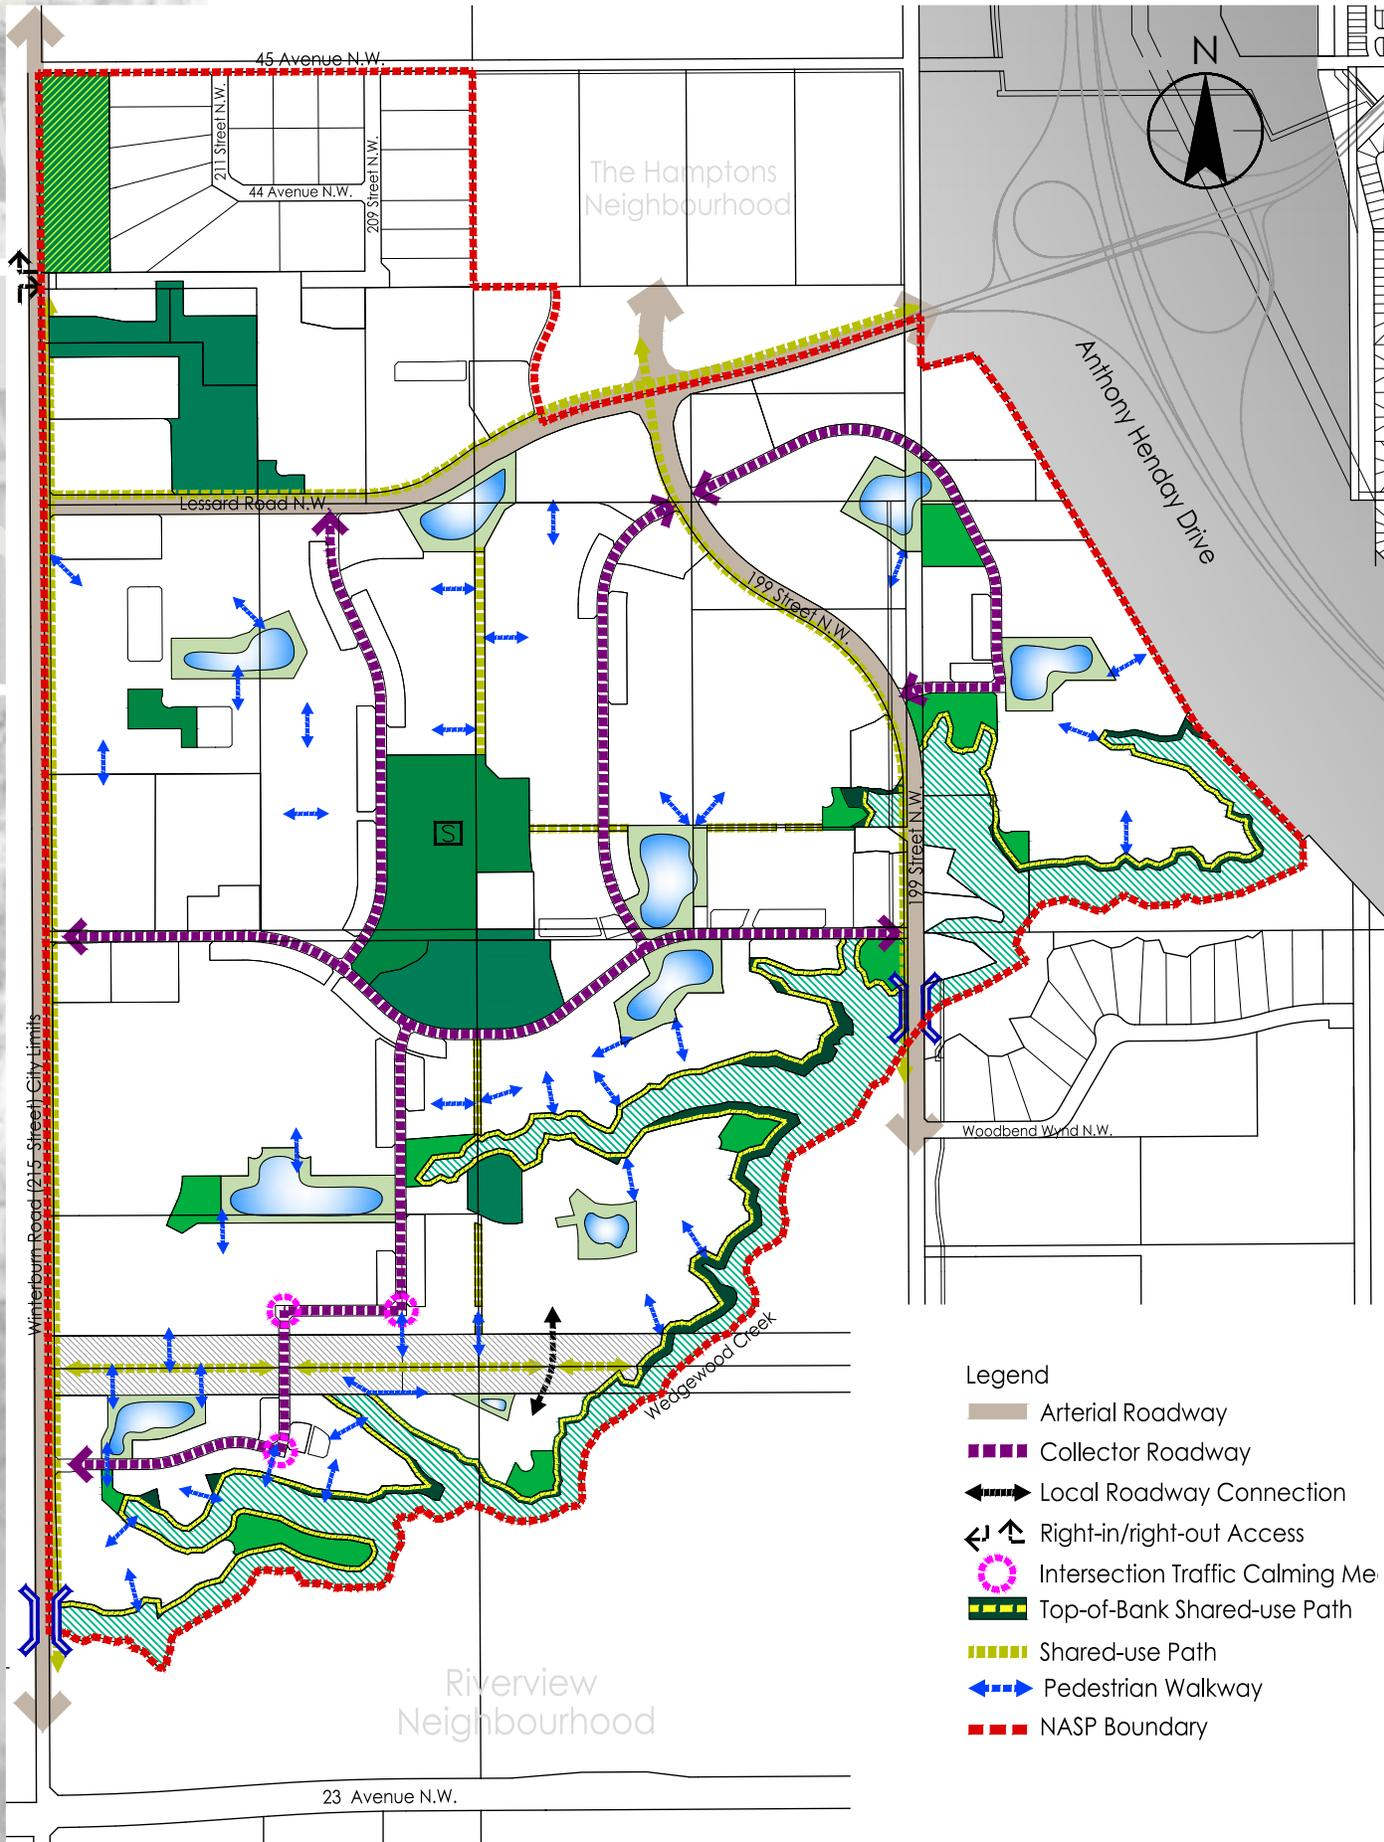 45 Avenue N.W.
N
211 Street N.W.
209 Street N.W.
44 Avenue N.W.
The Hamptons
Neighbourhood
Anthony Henday Drive
Lessard Road N.W.
199 Street N.W.
S
199 Street N.W.
Winterburn Road (215 Street) City Limits
Woodbend Wynd N.W.
Wedgewood Creek
Legend
Arterial Roadway
Collector Roadway
Local Roadway Connection
Right-in/right-out Access
Intersection Traffic Calming Me
Top-of-Bank Shared-use Path
Shared-use Path
Pedestrian Walkway
NASP Boundary
Riverview
Neighbourhood
23 Avenue N.W.